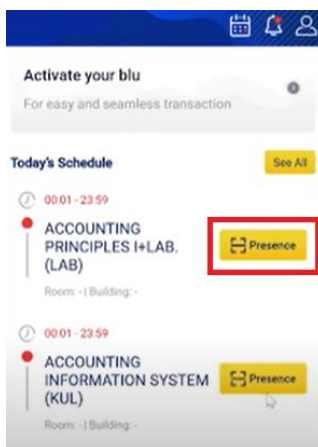 Activate your blu
For easy and seamless transaction
Today's Schedule
See All
00:01 - 23:59
ACCOUNTING
PRINCIPLES I+LAB.
(LAB)
Presence
Room: - | Building: -
00:01 - 23:59
ACCOUNTING
INFORMATION SYSTEM
(KUL)
Presence
Room: - | Building: -